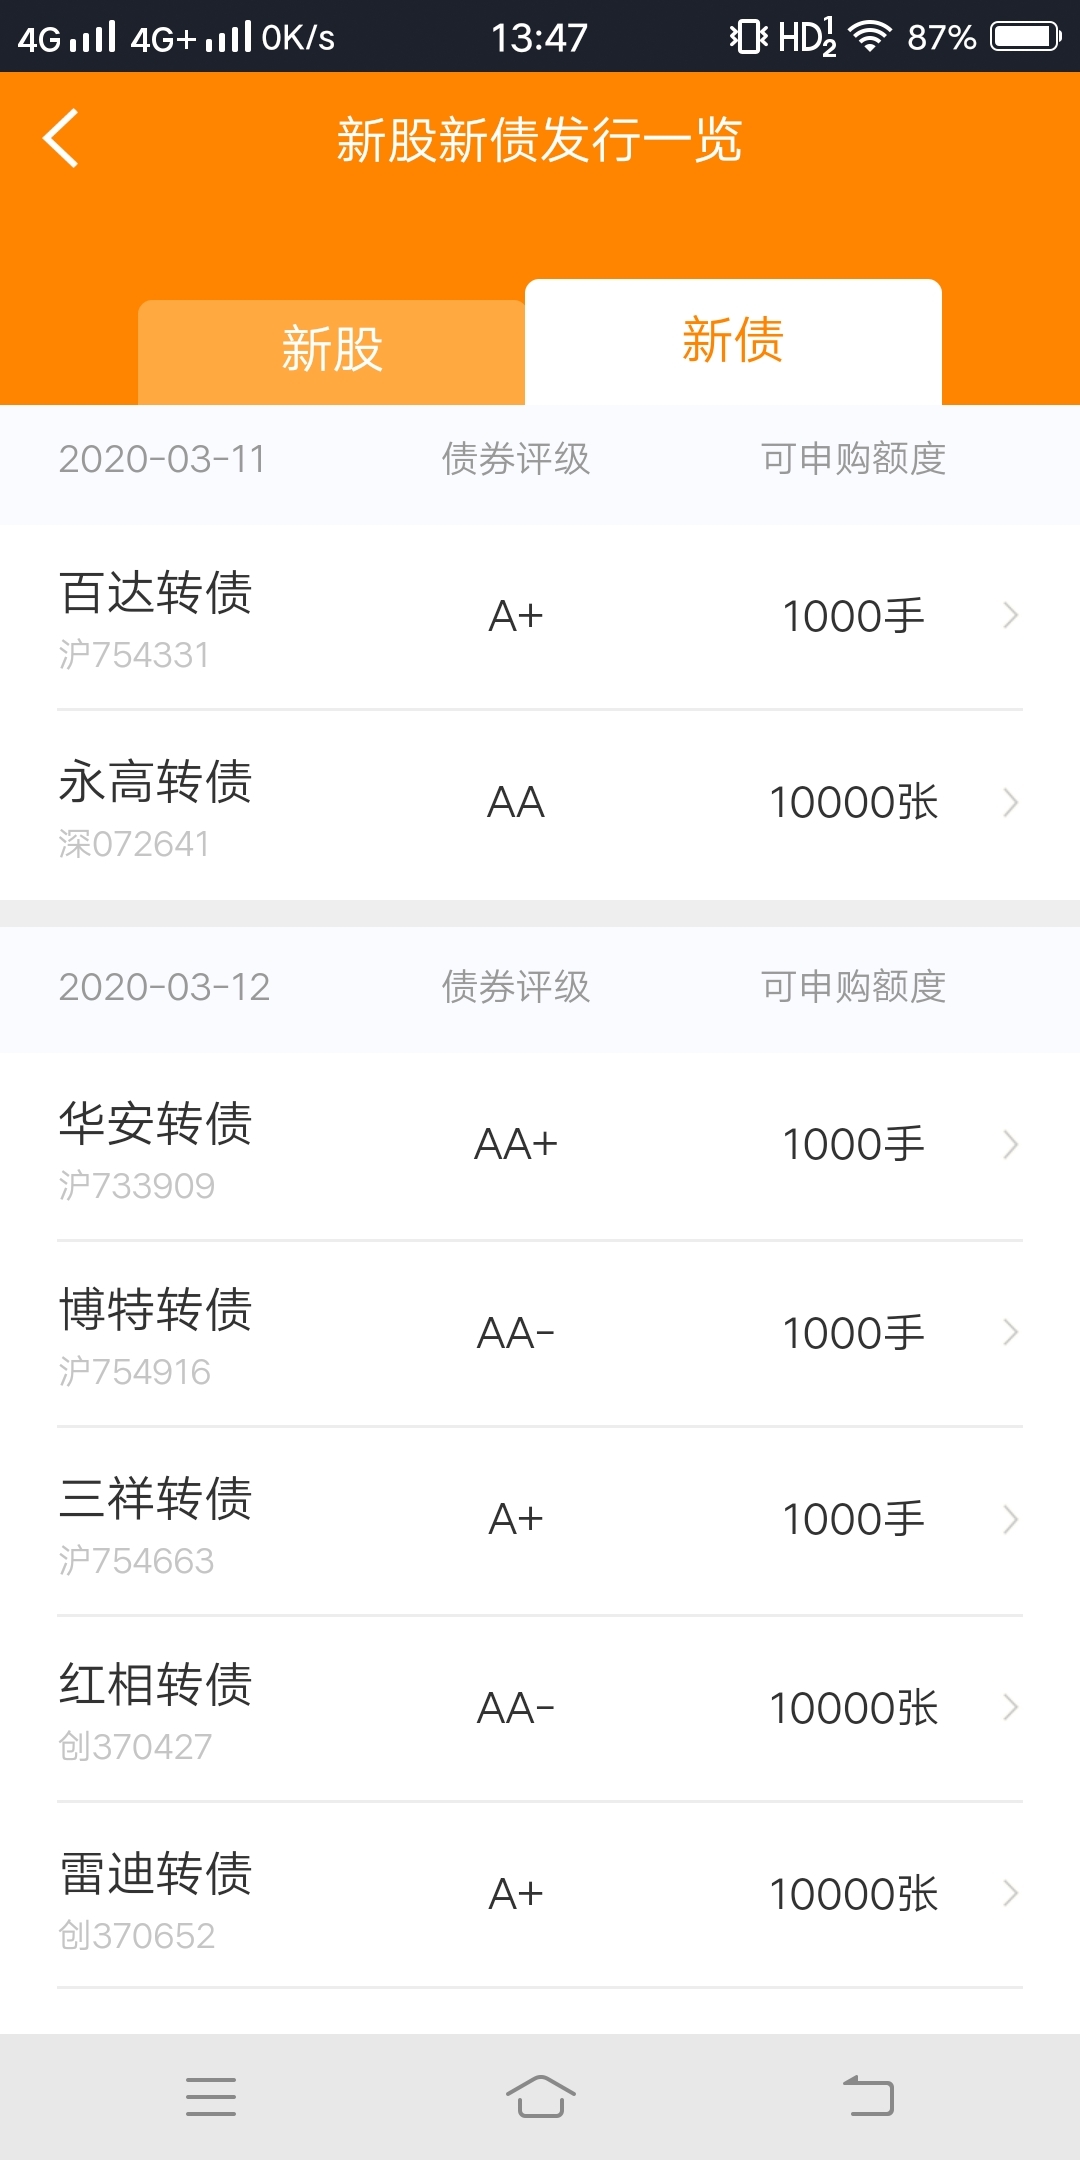 4G 4G+ 0K/s 13:47 HD 1 2 87%
新股新债发行一览
新股 新债
2020-03-11 债券评级 可申购额度
百达转债 A+ 1000手
沪754331
永高转债 AA 10000张
深072641
2020-03-12 债券评级 可申购额度
华安转债 AA+ 1000手
沪733909
博特转债 AA- 1000手
沪754916
三祥转债 A+ 1000手
沪754663
红相转债 AA- 10000张
创370427
雷迪转债 A+ 10000张
创370652